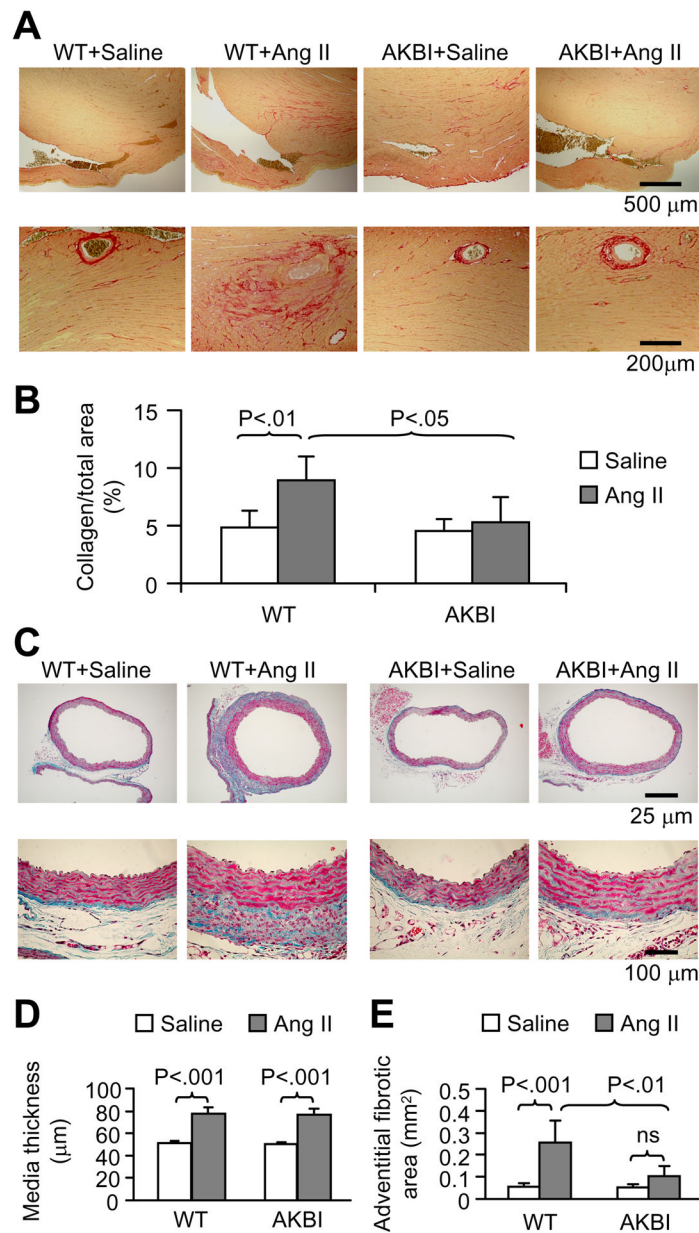 A
WT+Saline WT+Ang II AKBI+Saline AKBI+Ang II
500 μm
200μm
B
Collagen/total area
(%)
15
10
5
0
P<.01
P<.05
Saline
Ang II
WT AKBI
C
WT+Saline WT+Ang II AKBI+Saline AKBI+Ang II
25 μm
100 μm
D
Saline Ang II
Media thickness
(μm)
100
80
60
40
20
0
P<.001 P<.001
WT AKBI
E
Saline Ang II
Adventitial fibrotic
area (mm²)
0.5
0.4
0.3
0.2
0.1
0
P<.001 P<.01
ns
WT AKBI